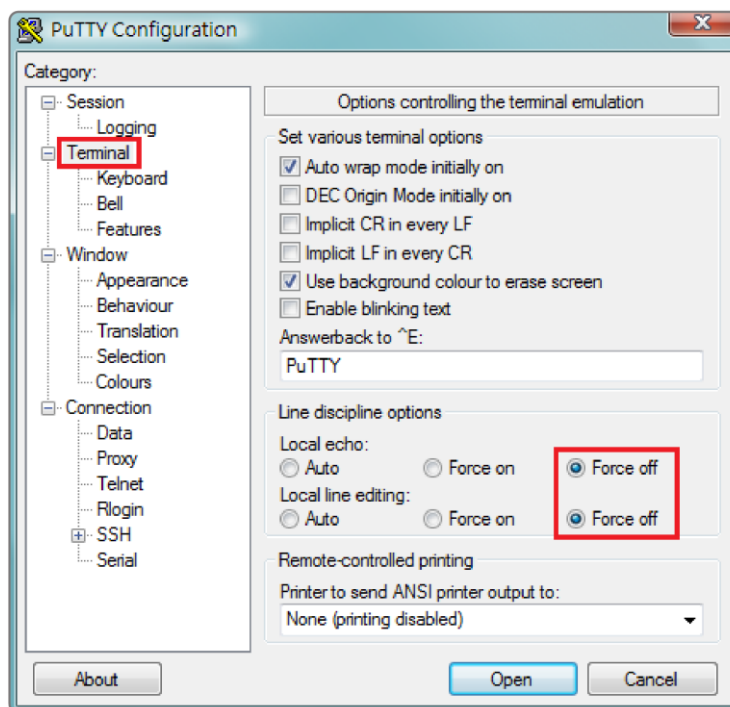 PuTTY Configuration
Category:
Session
Logging
Terminal
Keyboard
Bell
Features
Window
Appearance
Behaviour
Translation
Selection
Colours
Connection
Data
Proxy
Telnet
Rlogin
SSH
Serial
Options controlling the terminal emulation
Set various terminal options
Auto wrap mode initially on
DEC Origin Mode initially on
Implicit CR in every LF
Implicit LF in every CR
Use background colour to erase screen
Enable blinking text
Answerback to ^E:
PuTTY
Line discipline options
Local echo:
Auto Force on Force off
Local line editing:
Auto Force on Force off
Remote-controlled printing
Printer to send ANSI printer output to:
None (printing disabled)
About Open Cancel